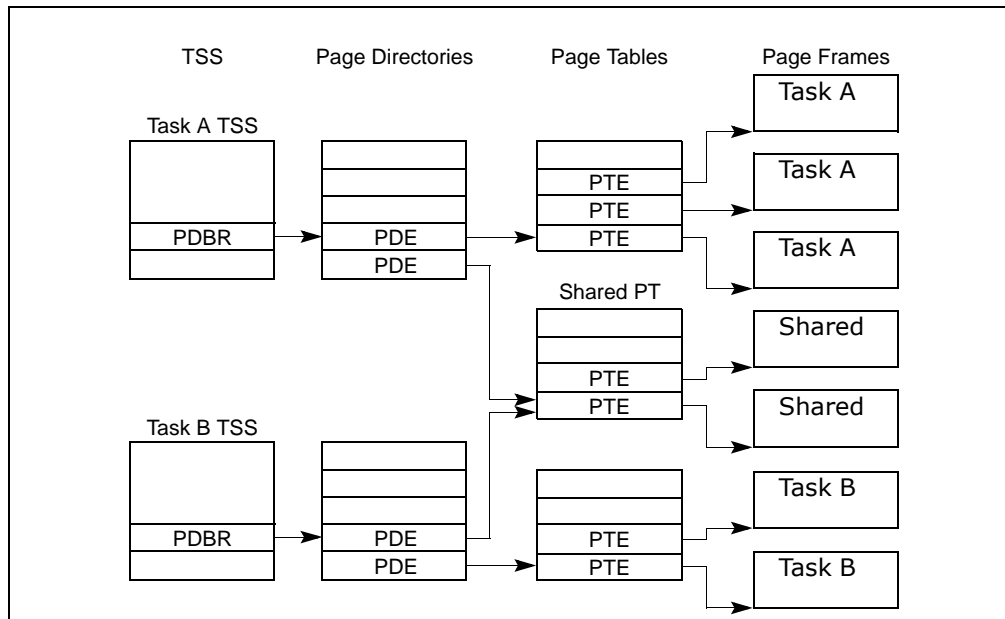 TSS Page Directories Page Tables Page Frames
Task A
Task A TSS
Task A
PTE
PTE
PDBR PDE PTE Task A
PDE
Shared PT
Shared
PTE
PTE Shared
Task B TSS
Task B
PDBR PDE PTE
PDE PTE Task B